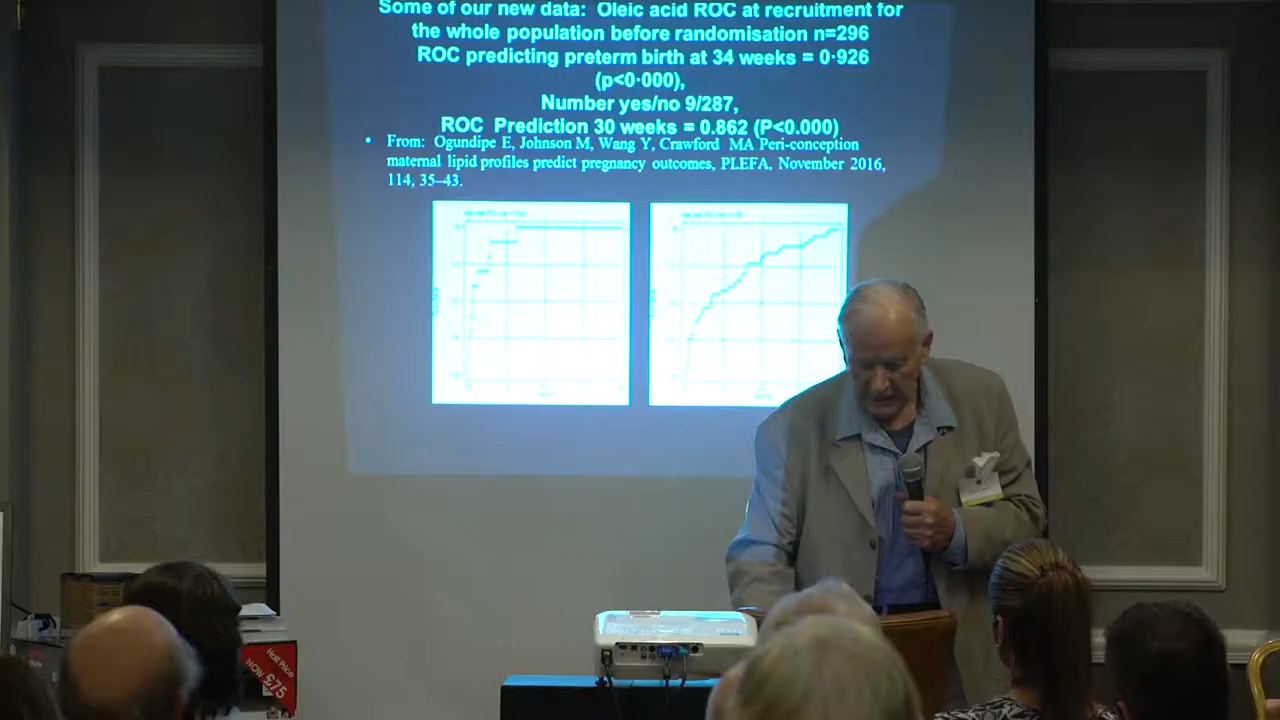 Some of our new data: Oleic acid ROC at recruitment for
the whole population before randomisation n=296
ROC predicting preterm birth at 34 weeks = 0·926
(p<0·000),
Number yes/no 9/287,
ROC Prediction 30 weeks = 0.862 (P<0.000)
• From: Ogundipe E, Johnson M, Wang Y, Crawford MA Peri-conception
maternal lipid profiles predict pregnancy outcomes, PLEFA, November 2016,
114, 35–43.
Half Price
NOW £75